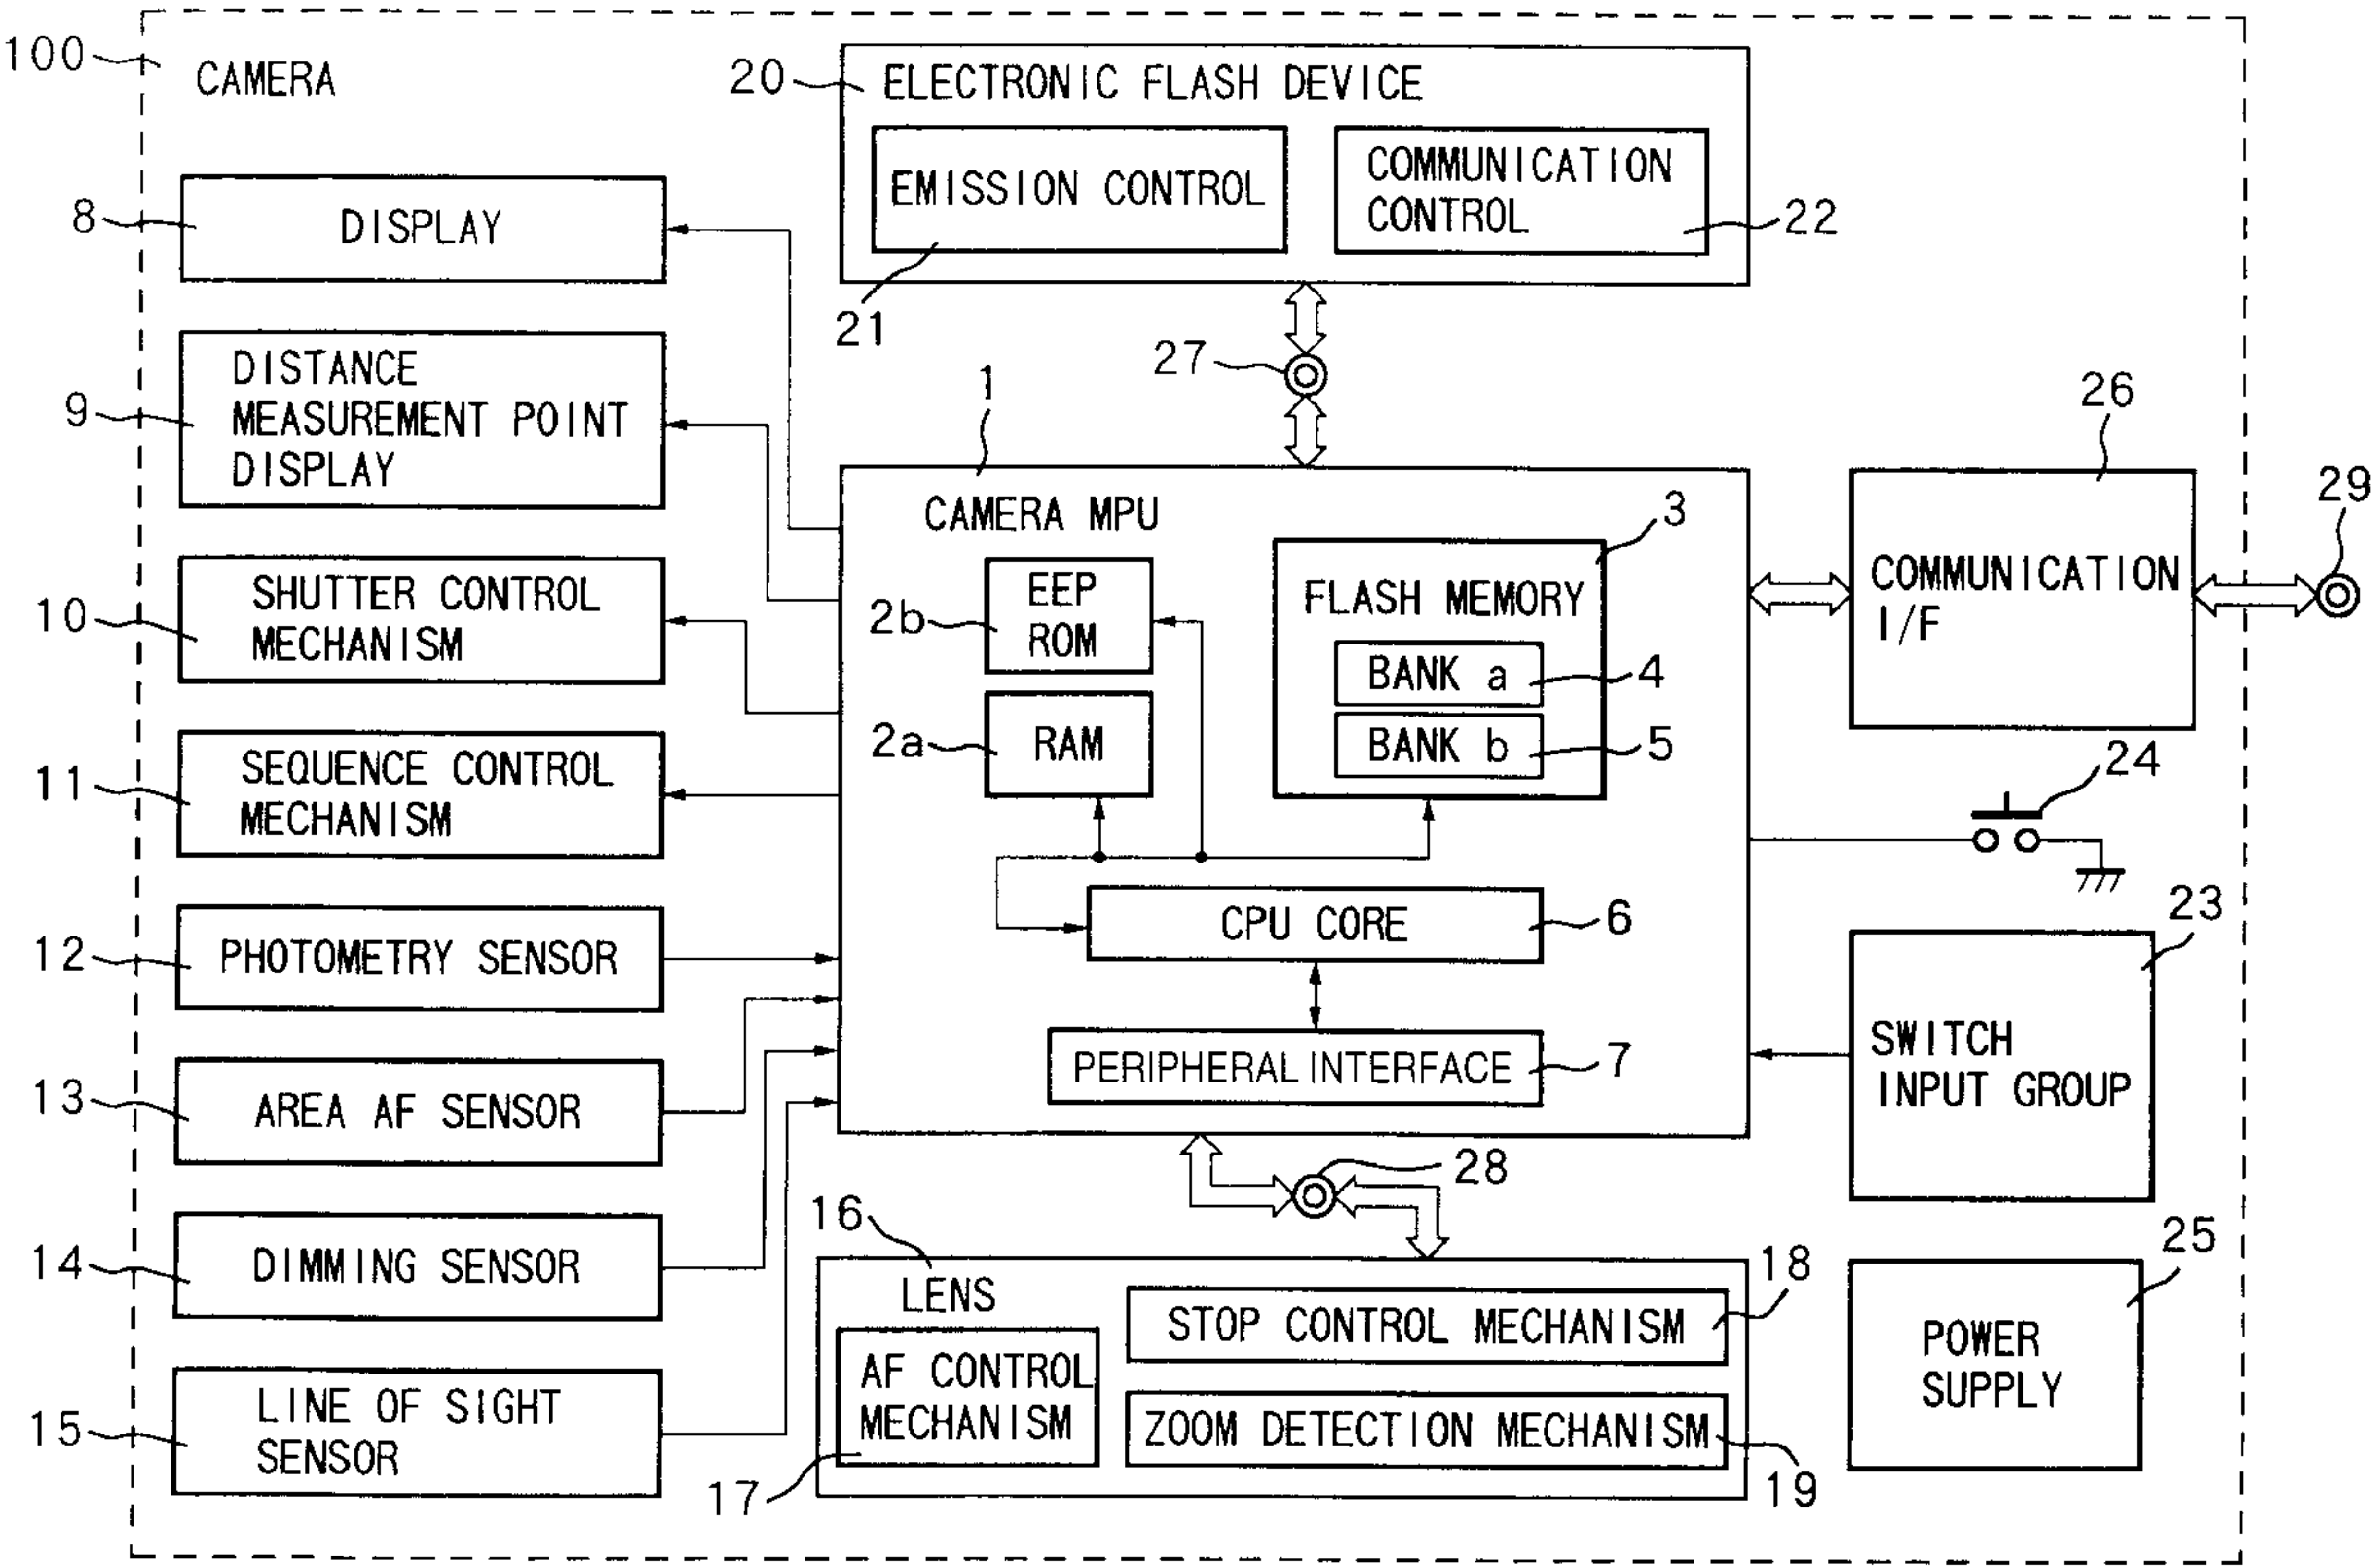 100
CAMERA
20
ELECTRONIC FLASH DEVICE
EMISSION CONTROL
COMMUNICATION
CONTROL
21
22
8
DISPLAY
9
DISTANCE
MEASUREMENT POINT
DISPLAY
10
SHUTTER CONTROL
MECHANISM
11
SEQUENCE CONTROL
MECHANISM
12
PHOTOMETRY SENSOR
13
AREA AF SENSOR
14
DIMMING SENSOR
15
LINE OF SIGHT
SENSOR
27
1
CAMERA MPU
2b
EEP
ROM
2a
RAM
3
FLASH MEMORY
BANK a
4
BANK b
5
CPU CORE
6
PERIPHERAL INTERFACE
7
26
COMMUNICATION
I/F
29
24
23
SWITCH
INPUT GROUP
28
16
LENS
AF CONTROL
MECHANISM
17
18
STOP CONTROL MECHANISM
ZOOM DETECTION MECHANISM
19
25
POWER
SUPPLY